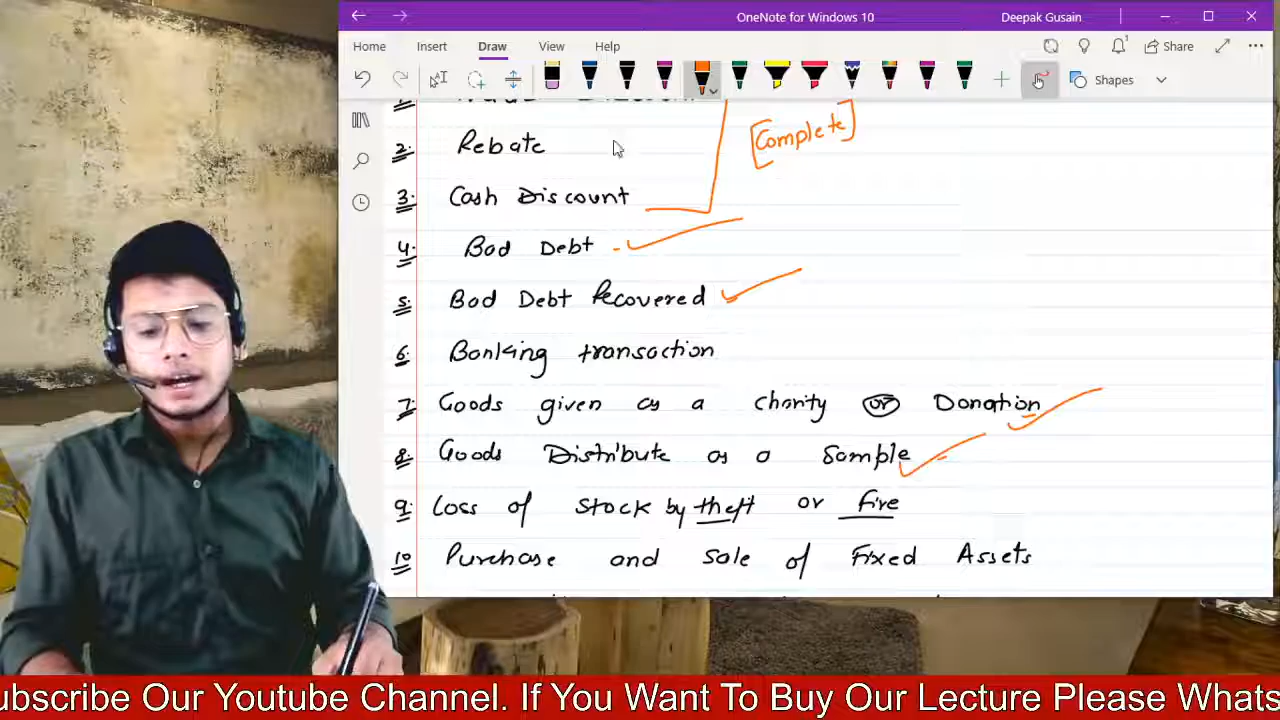 OneNote for Windows 10
Deepak Gusain
Home Insert Draw View Help
Share
Shapes
2. Rebate
[Complete]
3. Cash Discount
4. Bad Debt
5. Bad Debt Recovered
6. Banking transaction
7. Goods given as a charity or Donation
8. Goods Distribute as a Sample
9. Loss of stock by theft or fire
10 Purchase and sale of Fixed Assets
ubscribe Our Youtube Channel. If You Want To Buy Our Lecture Please Whats